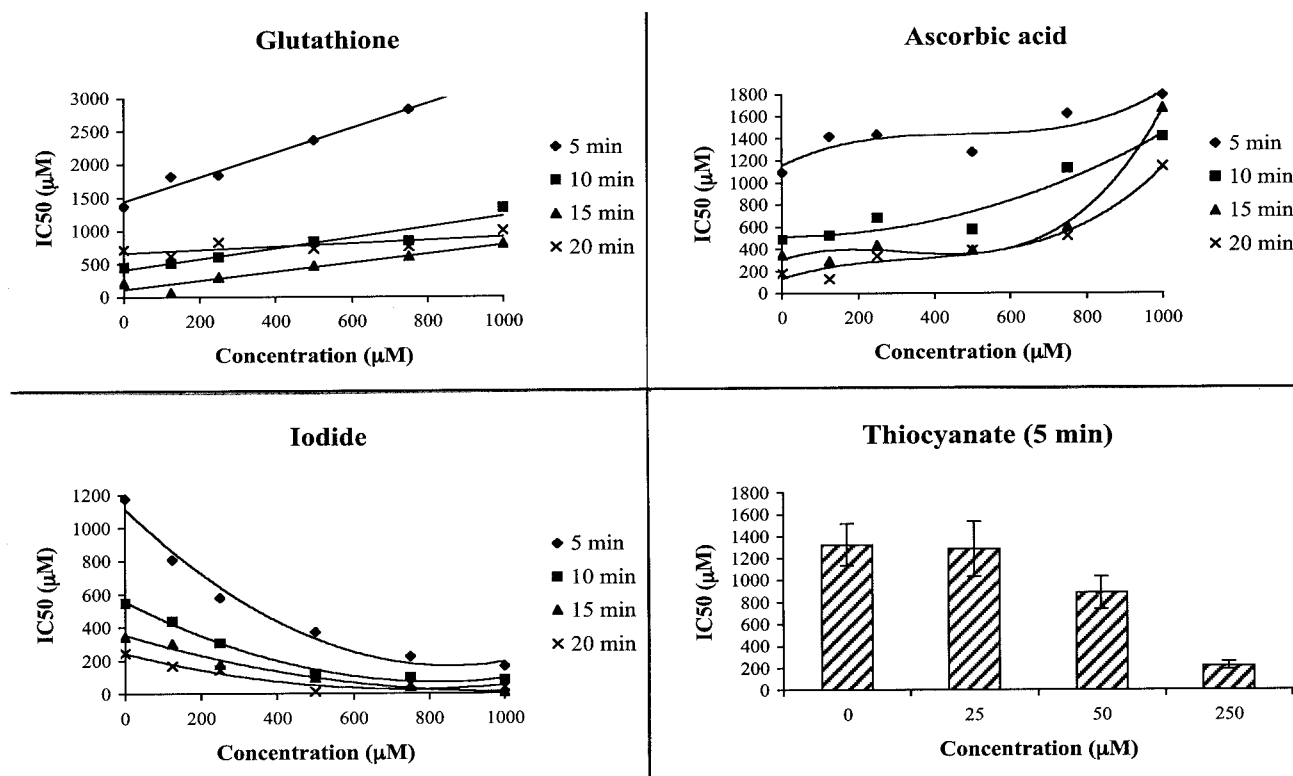 Glutathione
3000
2500
2000
1500
1000
500
0
IC50 (μM)
0 200 400 600 800 1000
Concentration (μM)
5 min
10 min
15 min
20 min
Ascorbic acid
1800
1600
1400
1200
1000
800
600
400
200
0
IC50 (μM)
0 200 400 600 800 1000
Concentration (μM)
5 min
10 min
15 min
20 min
Iodide
1200
1000
800
600
400
200
0
IC50 (μM)
0 200 400 600 800 1000
Concentration (μM)
5 min
10 min
15 min
20 min
Thiocyanate (5 min)
1800
1600
1400
1200
1000
800
600
400
200
0
IC50 (μM)
0 25 50 250
Concentration (μM)